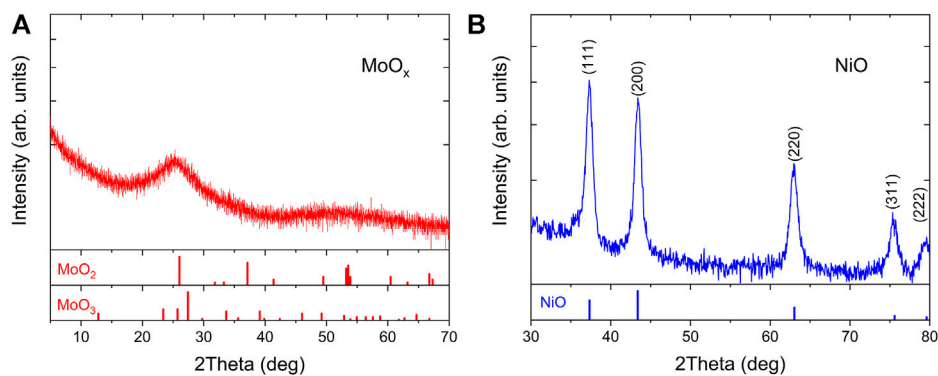 A
MoOₓ
Intensity (arb. units)
MoO₂
MoO₃
10 20 30 40 50 60 70
2Theta (deg)
B
NiO
(111)
(200)
(220)
(311)
(222)
Intensity (arb. units)
NiO
30 40 50 60 70 80
2Theta (deg)